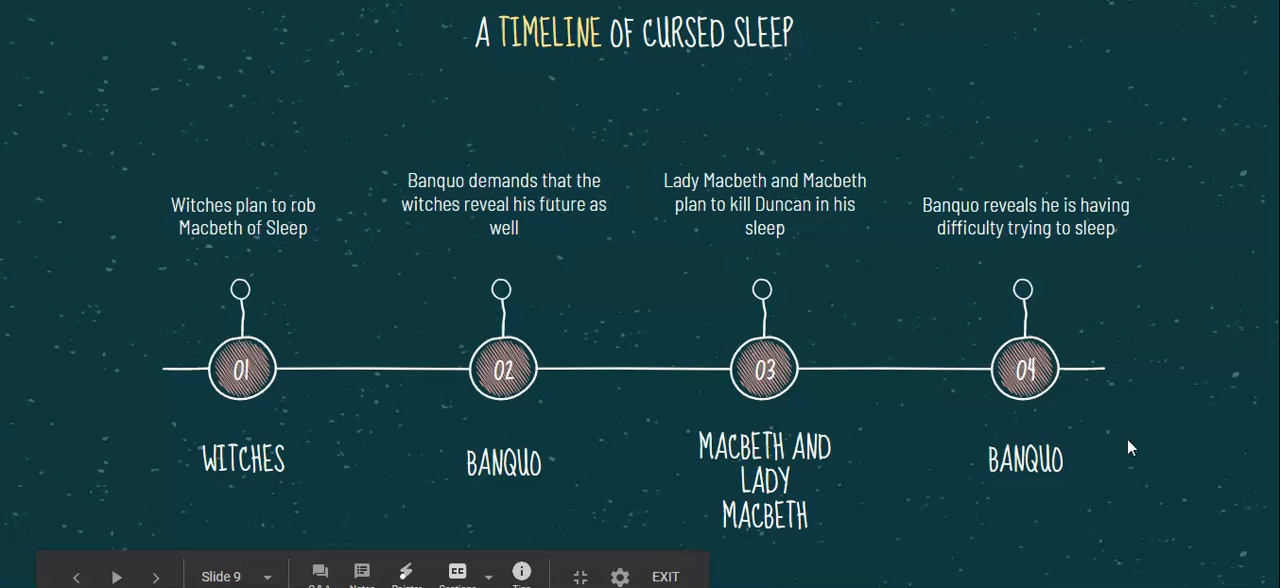 A TIMELINE OF CURSED SLEEP
Witches plan to rob
Macbeth of Sleep
Banquo demands that the
witches reveal his future as
well
Lady Macbeth and Macbeth
plan to kill Duncan in his
sleep
Banquo reveals he is having
difficulty trying to sleep
01
02
03
04
WITCHES
BANQUO
MACBETH AND
LADY
MACBETH
BANQUO
Slide 9
CC
EXIT